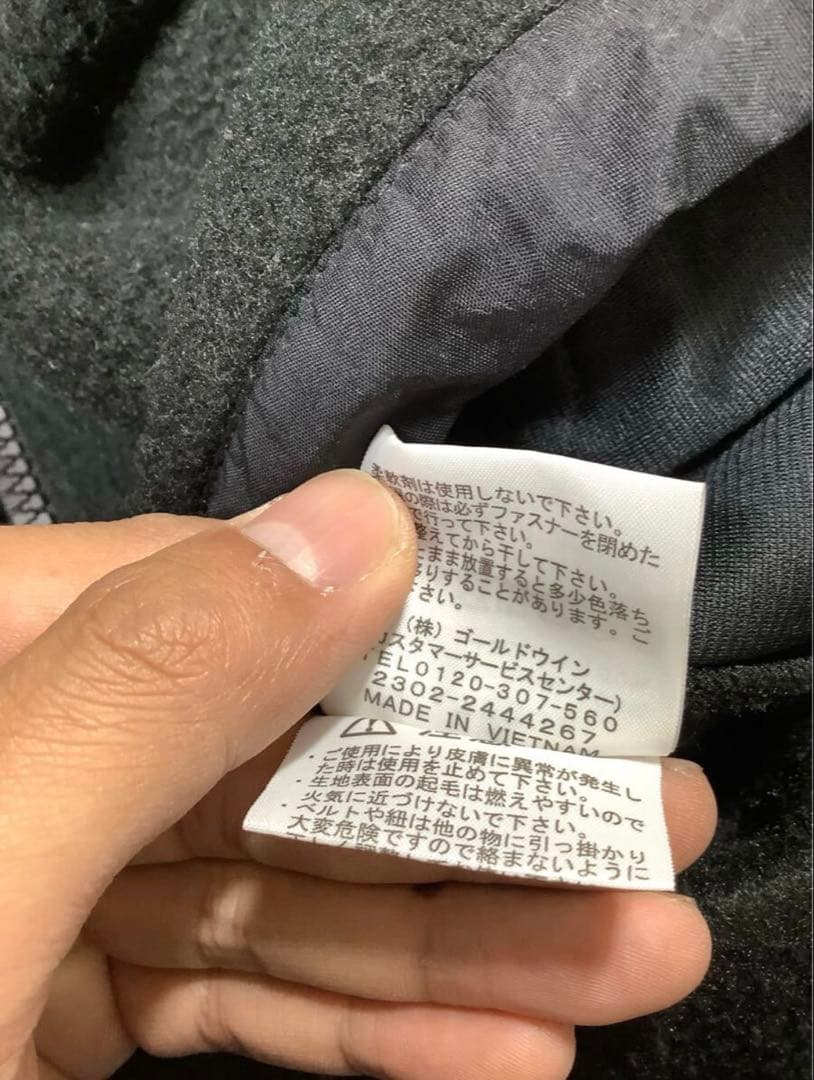 柔軟剤は使用しないで下さい。
の際は必ずファスナーを閉めた
で行って下さい。
整えてから干して下さい。
まま放置すると多少色落ち
することがあります。ご
さい。
(株)ゴールドウイン
スタマーサービスセンター)
TEL0120-307-560
2302-2444267
MADE IN VIETNAM
・ご使用により皮膚に異常が発生し
た時は使用を止めて下さい。
・生地表面の起毛は燃えやすいので
火気に近づけないで下さい。
・ベルトや紐は他の物に引っ掛かり
大変危険ですので絡まないように